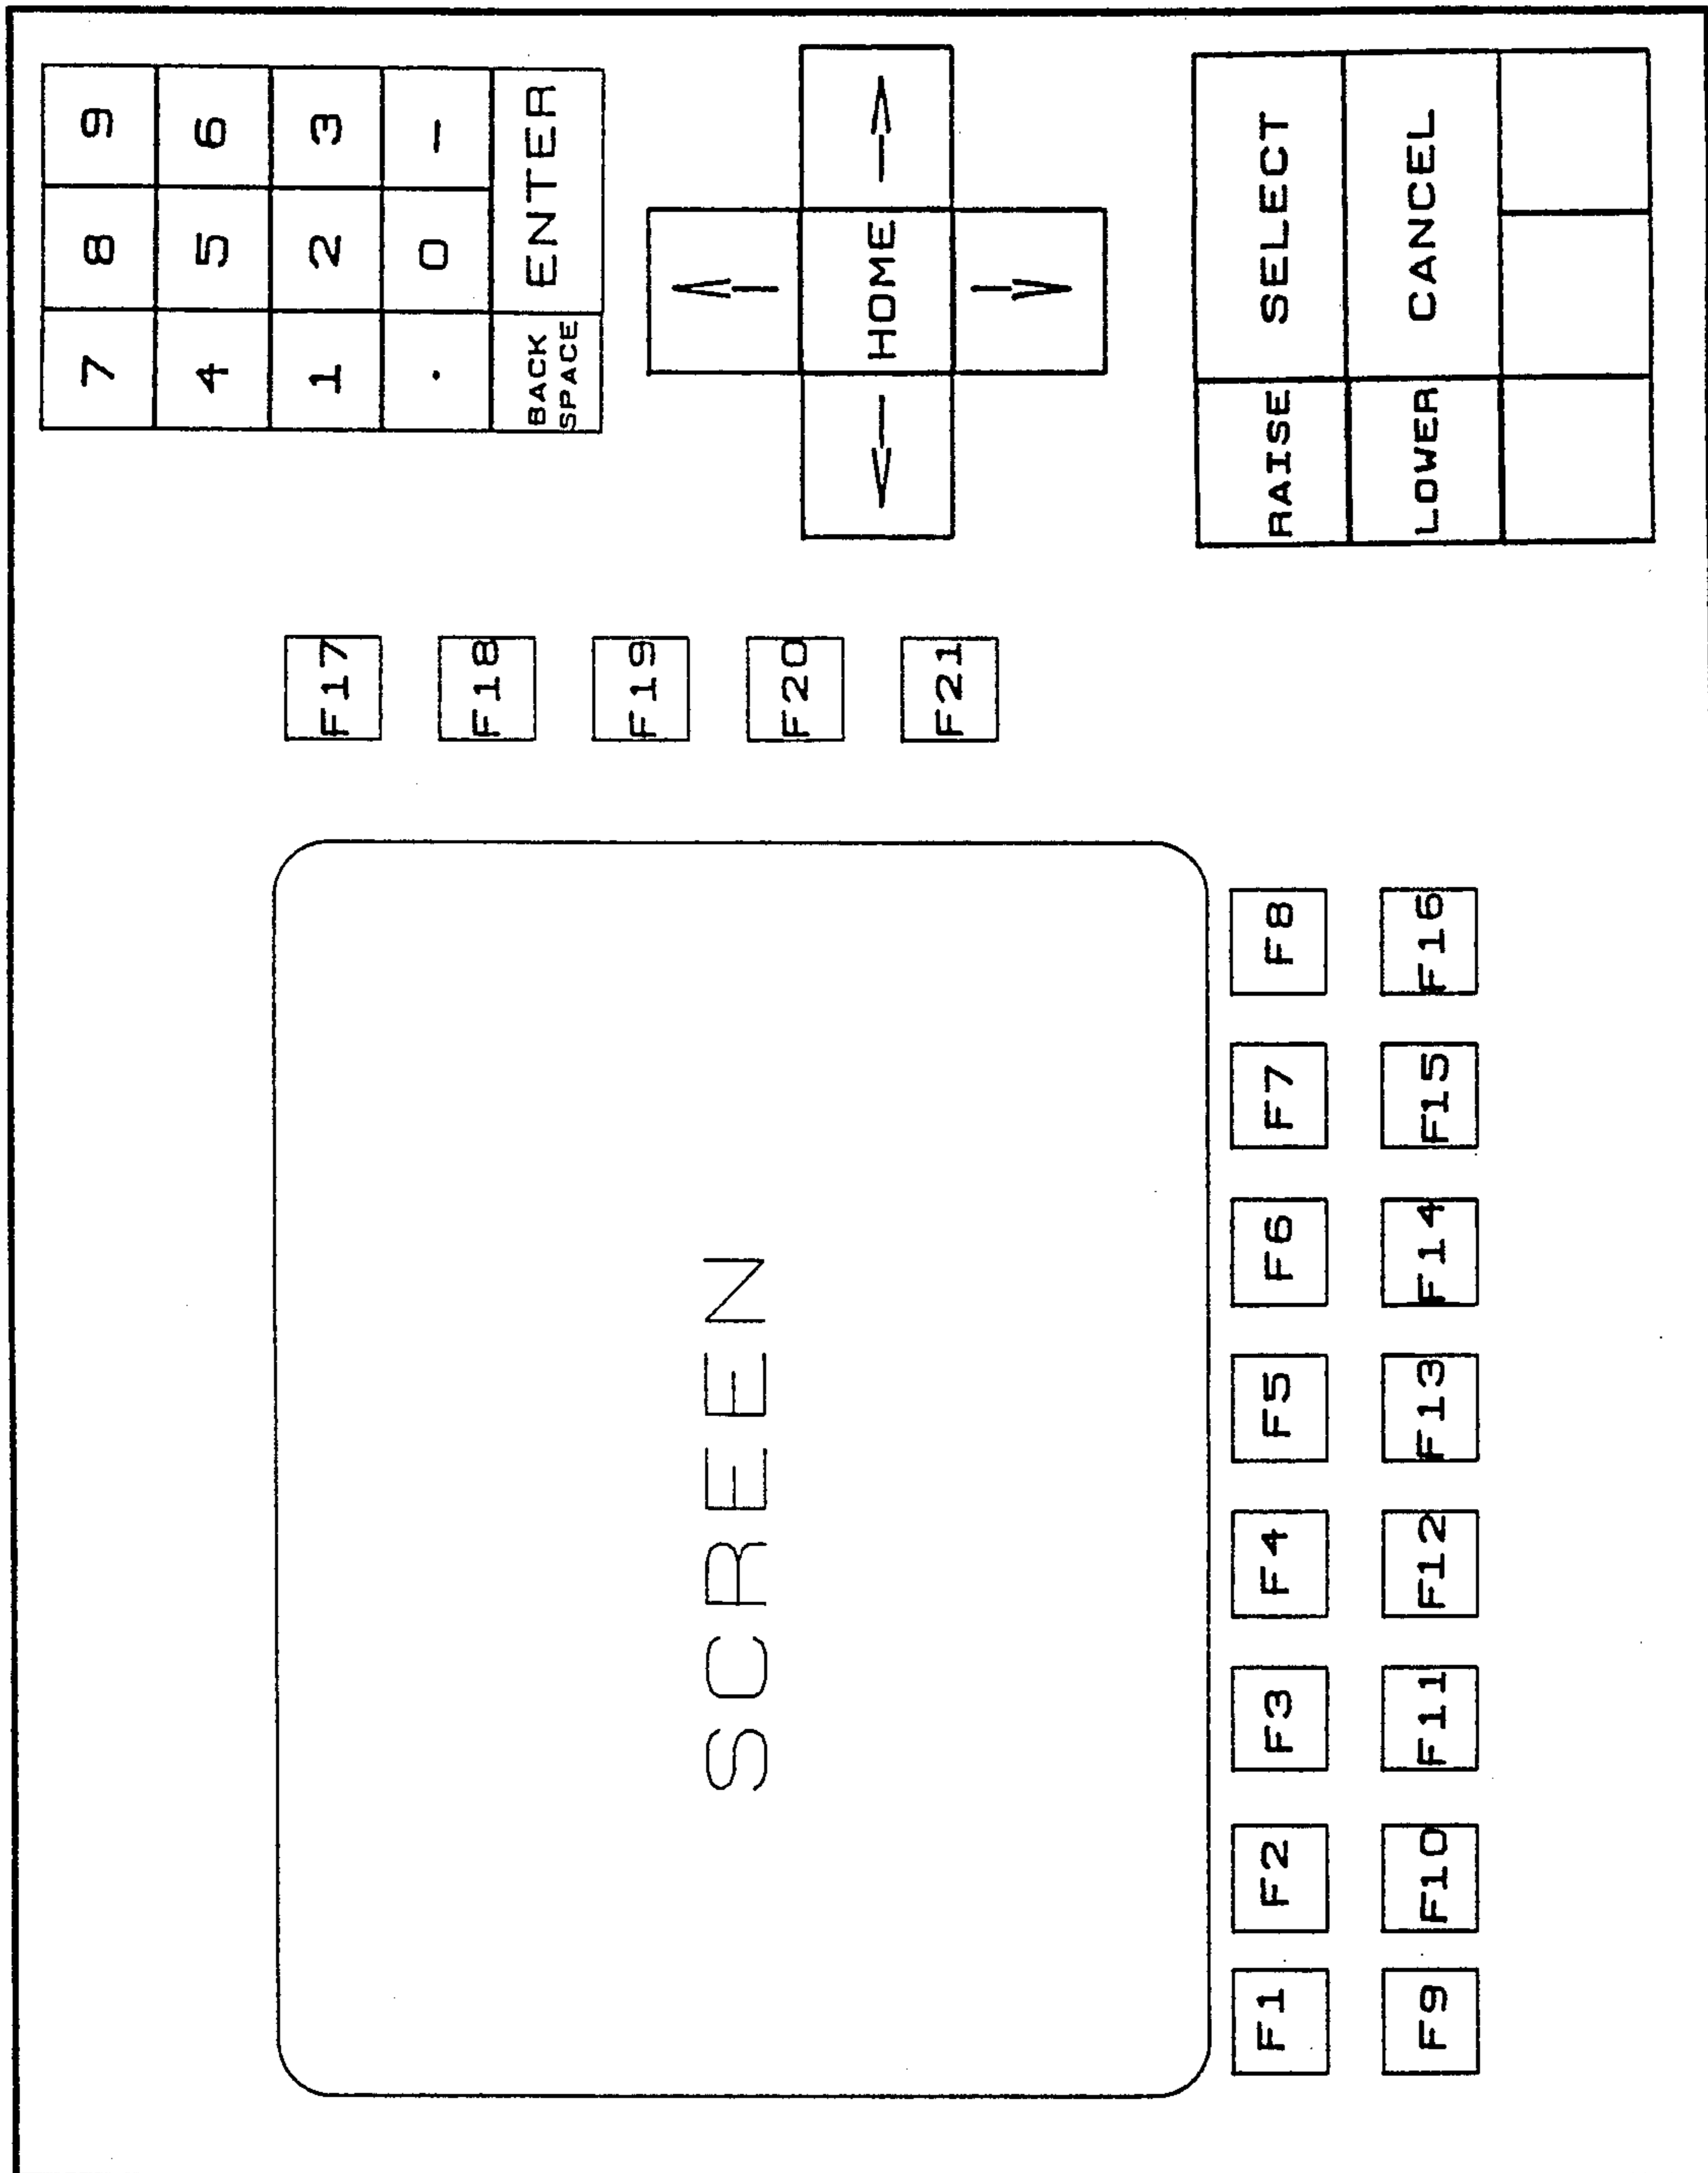 7 8 9
4 5 6
1 2 3
. 0 -
BACK
SPACE
ENTER
F17
F18
F19
F20
F21
HOME
SCREEN
RAISE SELECT
LOWER CANCEL
F1 F2 F3 F4 F5 F6 F7 F8
F9 F10 F11 F12 F13 F14 F15 F16